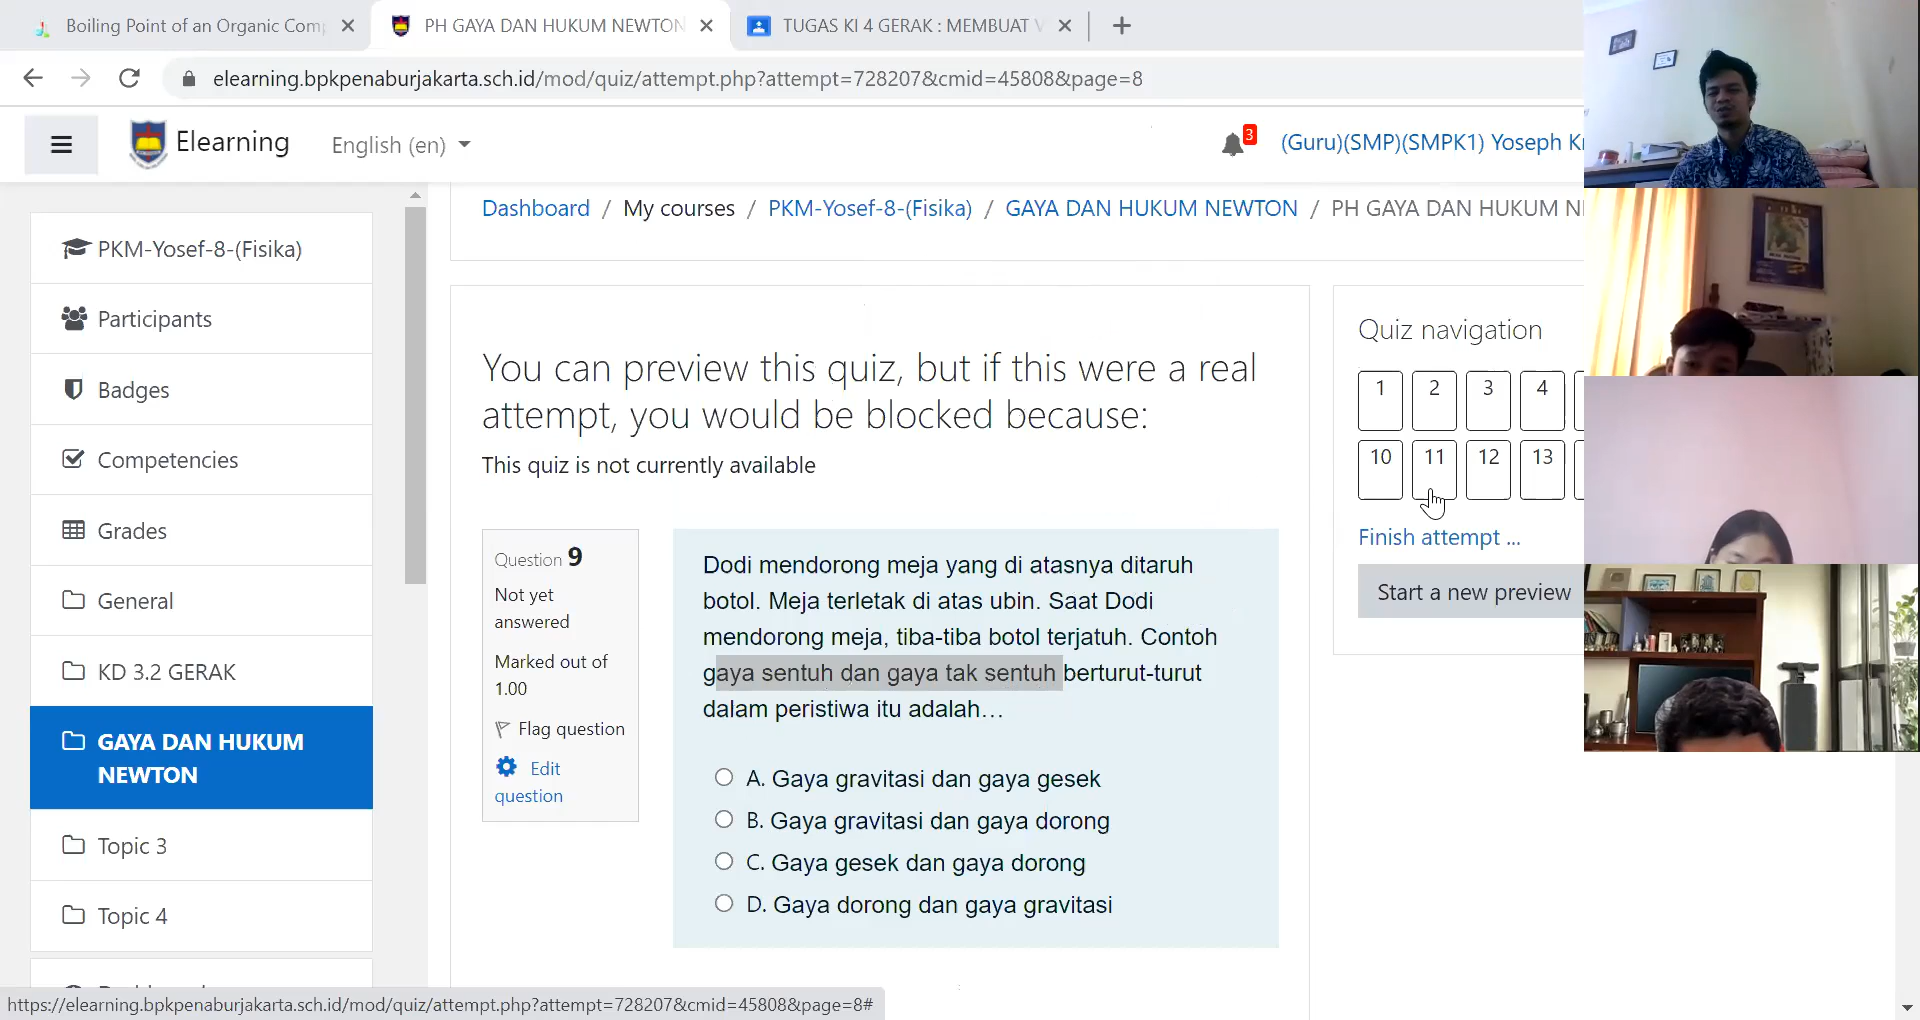 Boiling Point of an Organic Com
PH GAYA DAN HUKUM NEWTON
TUGAS KI 4 GERAK : MEMBUAT V
elearning.bpkpenaburjakarta.sch.id/mod/quiz/attempt.php?attempt=728207&cmid=45808&page=8
Elearning
English (en)
3
(Guru)(SMP)(SMPK1) Yoseph Kr
Dashboard / My courses / PKM-Yosef-8-(Fisika) / GAYA DAN HUKUM NEWTON / PH GAYA DAN HUKUM NE
PKM-Yosef-8-(Fisika)
Participants
Badges
Competencies
Grades
General
KD 3.2 GERAK
GAYA DAN HUKUM
NEWTON
Topic 3
Topic 4
You can preview this quiz, but if this were a real
attempt, you would be blocked because:
This quiz is not currently available
Question 9
Not yet
answered
Marked out of
1.00
Flag question
Edit
question
Dodi mendorong meja yang di atasnya ditaruh
botol. Meja terletak di atas ubin. Saat Dodi
mendorong meja, tiba-tiba botol terjatuh. Contoh
gaya sentuh dan gaya tak sentuh berturut-turut
dalam peristiwa itu adalah…
A. Gaya gravitasi dan gaya gesek
B. Gaya gravitasi dan gaya dorong
C. Gaya gesek dan gaya dorong
D. Gaya dorong dan gaya gravitasi
Quiz navigation
1 2 3 4
10 11 12 13
Finish attempt ...
Start a new preview
https://elearning.bpkpenaburjakarta.sch.id/mod/quiz/attempt.php?attempt=728207&cmid=45808&page=8#